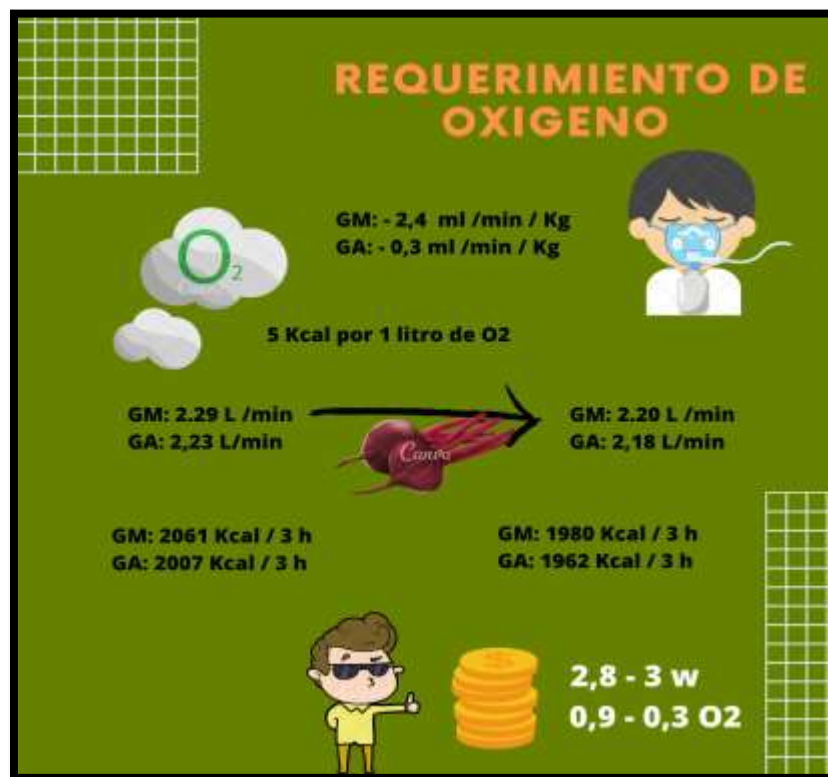 REQUERIMIENTO DE
OXIGENO
GM: - 2,4 ml /min / Kg
GA: - 0,3 ml /min / Kg
O2
5 Kcal por 1 litro de O2
GM: 2.29 L /min
GA: 2,23 L/min
Canva
GM: 2.20 L /min
GA: 2,18 L/min
GM: 2061 Kcal / 3 h
GA: 2007 Kcal / 3 h
GM: 1980 Kcal / 3 h
GA: 1962 Kcal / 3 h
$
2,8 - 3 w
0,9 - 0,3 O2